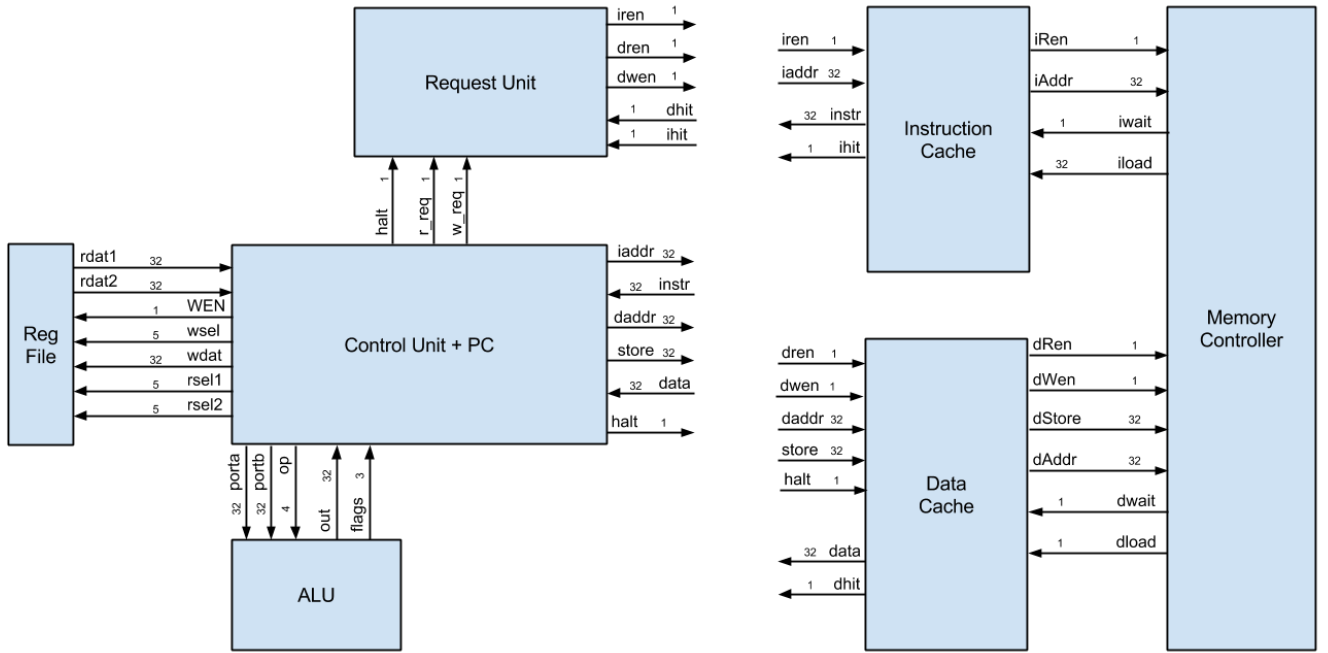 iren 1
dren 1
dwen 1
1 dhit
1 ihit
Request Unit
halt 1
r_req 1
w_req 1
rdat1 32
rdat2 32
1 WEN
5 wsel
32 wdat
5 rsel1
5 rsel2
Reg
File
Control Unit + PC
iaddr 32
32 instr
daddr 32
store 32
32 data
halt 1
32 porta
32 portb
4 op
out 32
flags 3
ALU
iren 1
iaddr 32
32 instr
1 ihit
Instruction
Cache
iRen 1
iAddr 32
1 iwait
32 iload
dren 1
dwen 1
daddr 32
store 32
halt 1
32 data
1 dhit
Data
Cache
dRen 1
dWen 1
dStore 32
dAddr 32
1 dwait
1 dload
Memory
Controller